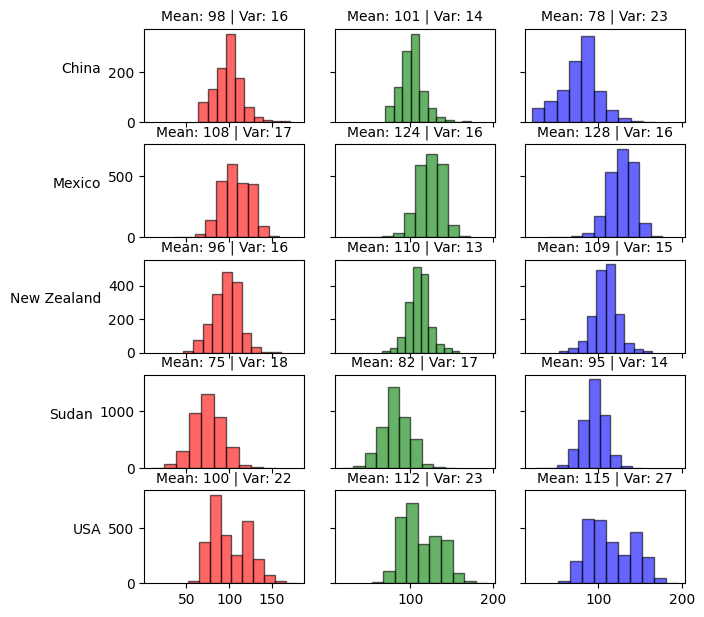 Mean: 98 | Var: 16 Mean: 101 | Var: 14 Mean: 78 | Var: 23
China
200
0
Mean: 108 | Var: 17 Mean: 124 | Var: 16 Mean: 128 | Var: 16
500
Mexico
0
Mean: 96 | Var: 16 Mean: 110 | Var: 13 Mean: 109 | Var: 15
400
New Zealand
200
0
Mean: 75 | Var: 18 Mean: 82 | Var: 17 Mean: 95 | Var: 14
Sudan 1000
0
Mean: 100 | Var: 22 Mean: 112 | Var: 23 Mean: 115 | Var: 27
USA 500
0
50 100 150 100 200 100 200